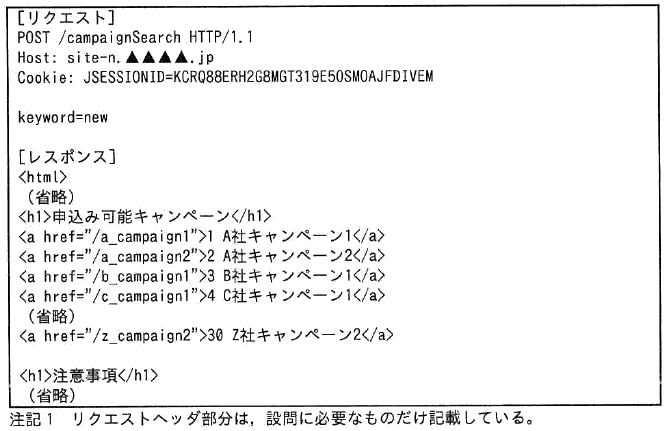 [リクエスト]
POST /campaignSearch HTTP/1.1
Host: site-n.▲▲▲▲.jp
Cookie: JSESSIONID=KCRQ88ERH2G8MGT319E50SMOAJFDIVEM

keyword=new

[レスポンス]
<html>
(省略)
<h1>申込み可能キャンペーン</h1>
<a href="/a_campaign1">1 A社キャンペーン1</a>
<a href="/a_campaign2">2 A社キャンペーン2</a>
<a href="/b_campaign1">3 B社キャンペーン1</a>
<a href="/c_campaign1">4 C社キャンペーン1</a>
(省略)
<a href="/z_campaign2">30 Z社キャンペーン2</a>

<h1>注意事項</h1>
(省略)
注記1 リクエストヘッダ部分は，設問に必要なものだけ記載している。